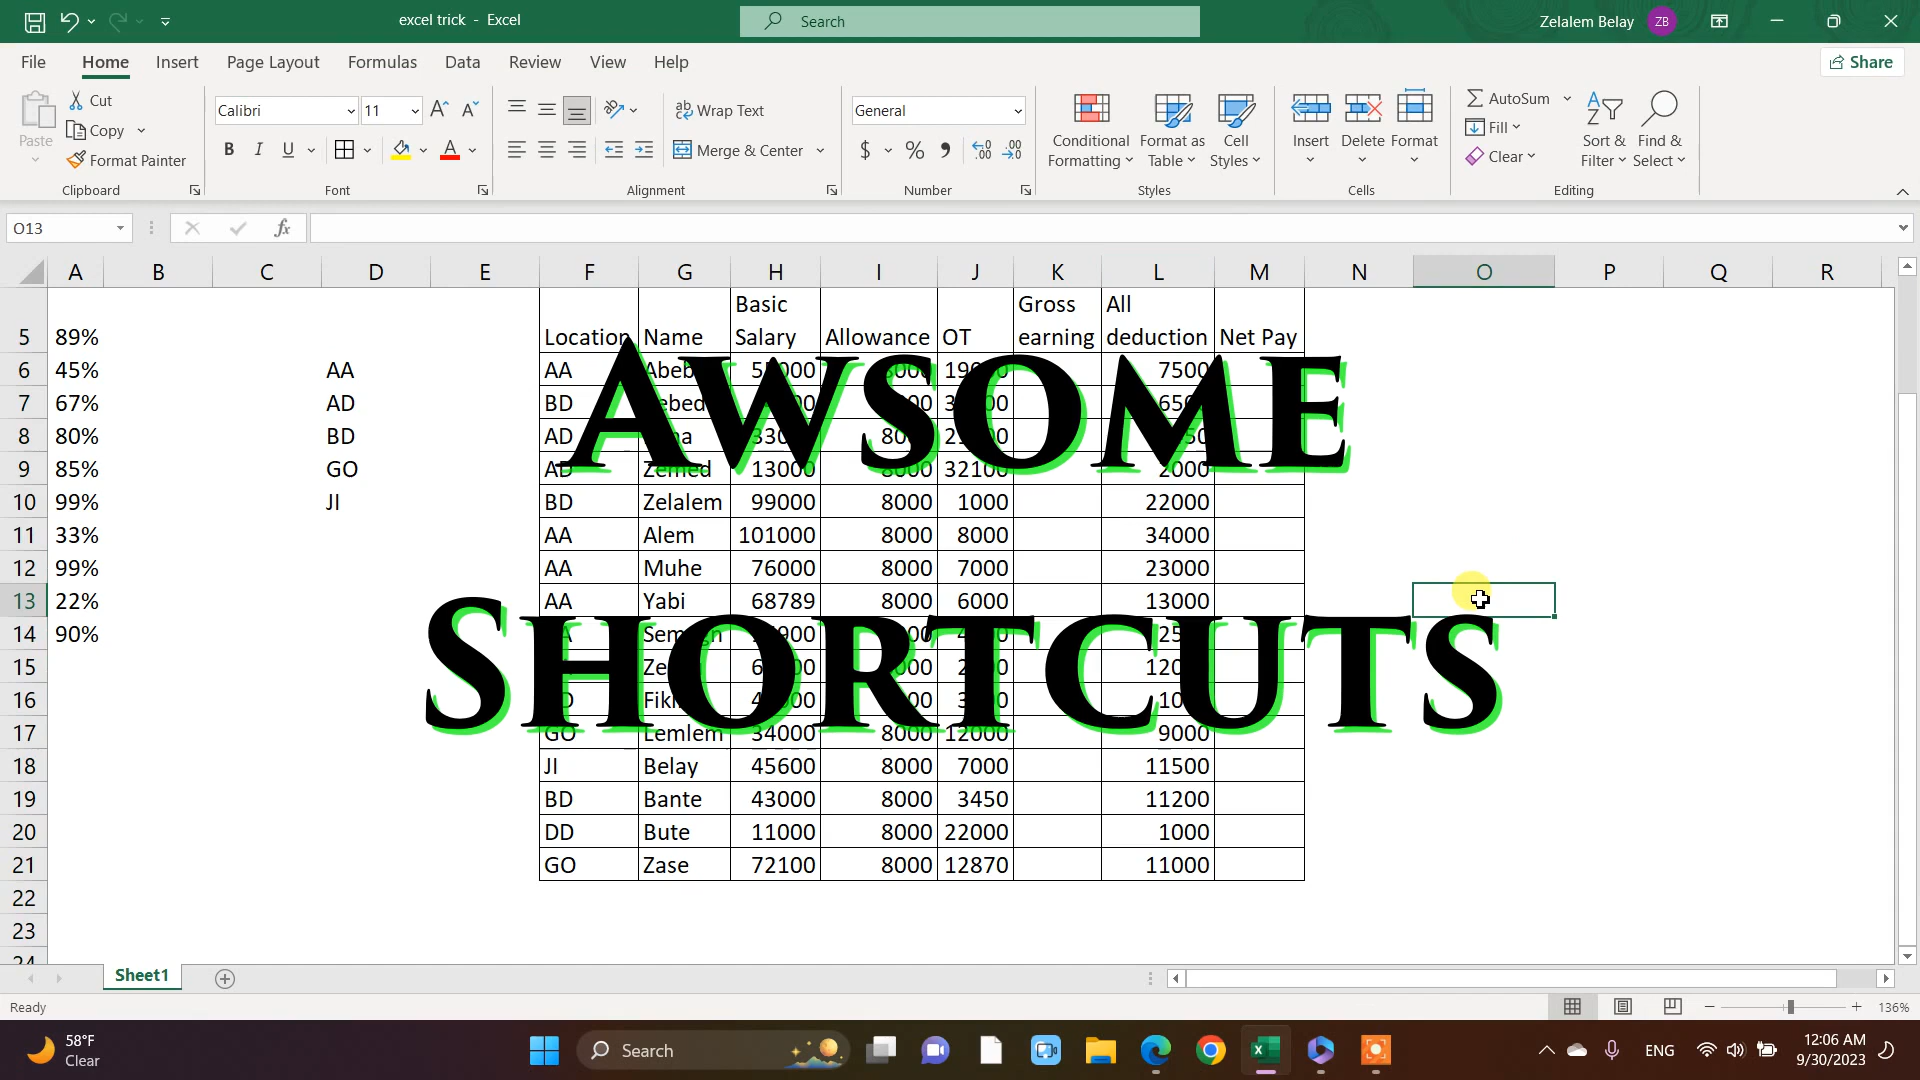 excel trick - Excel
Search
Zelalem Belay ZB
File Home Insert Page Layout Formulas Data Review View Help Share
Paste Cut Copy Format Painter Clipboard
Calibri 11 B I U Font
Wrap Text Merge & Center Alignment
General $ % Number
Conditional Formatting Format as Table Cell Styles Styles
Insert Delete Format Cells
AutoSum Fill Clear Sort & Filter Find & Select Editing
O13 fx
A B C D E F G H I J K L M N O P Q R
5 89% Location Name Basic Salary Allowance OT Gross earning All deduction Net Pay
6 45% AA AA 7500
7 67% AD BD
8 80% BD AD
9 85% GO AD Zemed 13000 8000 32100 2000
10 99% JI BD Zelalem 99000 8000 1000 22000
11 33% AA Alem 101000 8000 8000 34000
12 99% AA Muhe 76000 8000 7000 23000
13 22% AA Yabi 68789 8000 6000 13000
14 90%
15
16
17 GO Lemlem 34000 8000 12000 9000
18 JI Belay 45600 8000 7000 11500
19 BD Bante 43000 8000 3450 11200
20 DD Bute 11000 8000 22000 1000
21 GO Zase 72100 8000 12870 11000
22
23
24
Awsome
Shortcuts
Sheet1
Ready 136%
58°F
Clear
Search
ENG
12:06 AM
9/30/2023